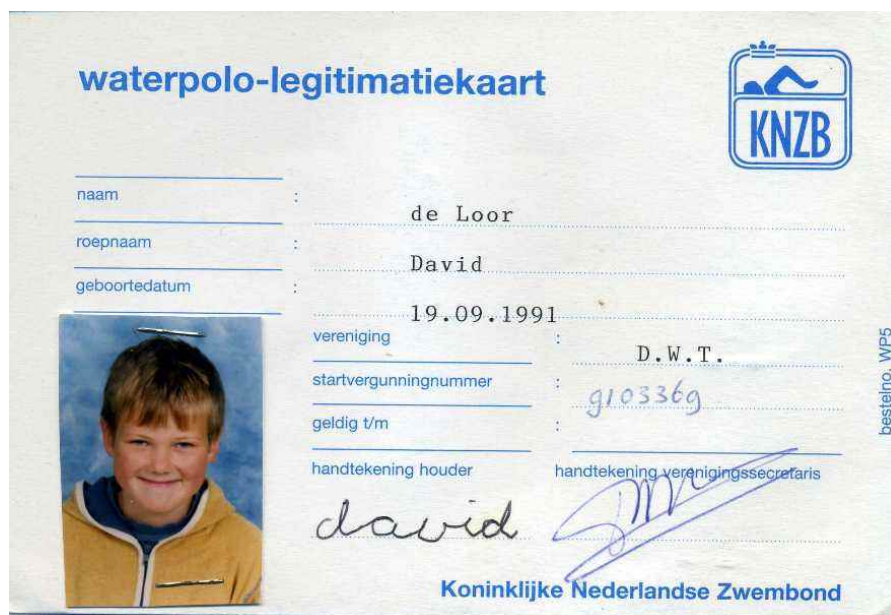 waterpolo-legitimatiekaart
KNZB
naam :
de Loor
roepnaam :
David
geboortedatum :
19.09.1991
vereniging :
D.W.T.
startvergunningnummer :
g10336g
geldig t/m :
handtekening houder
handtekening verenigingssecretaris
david
Koninklijke Nederlandse Zwembond
bestelno. WP5